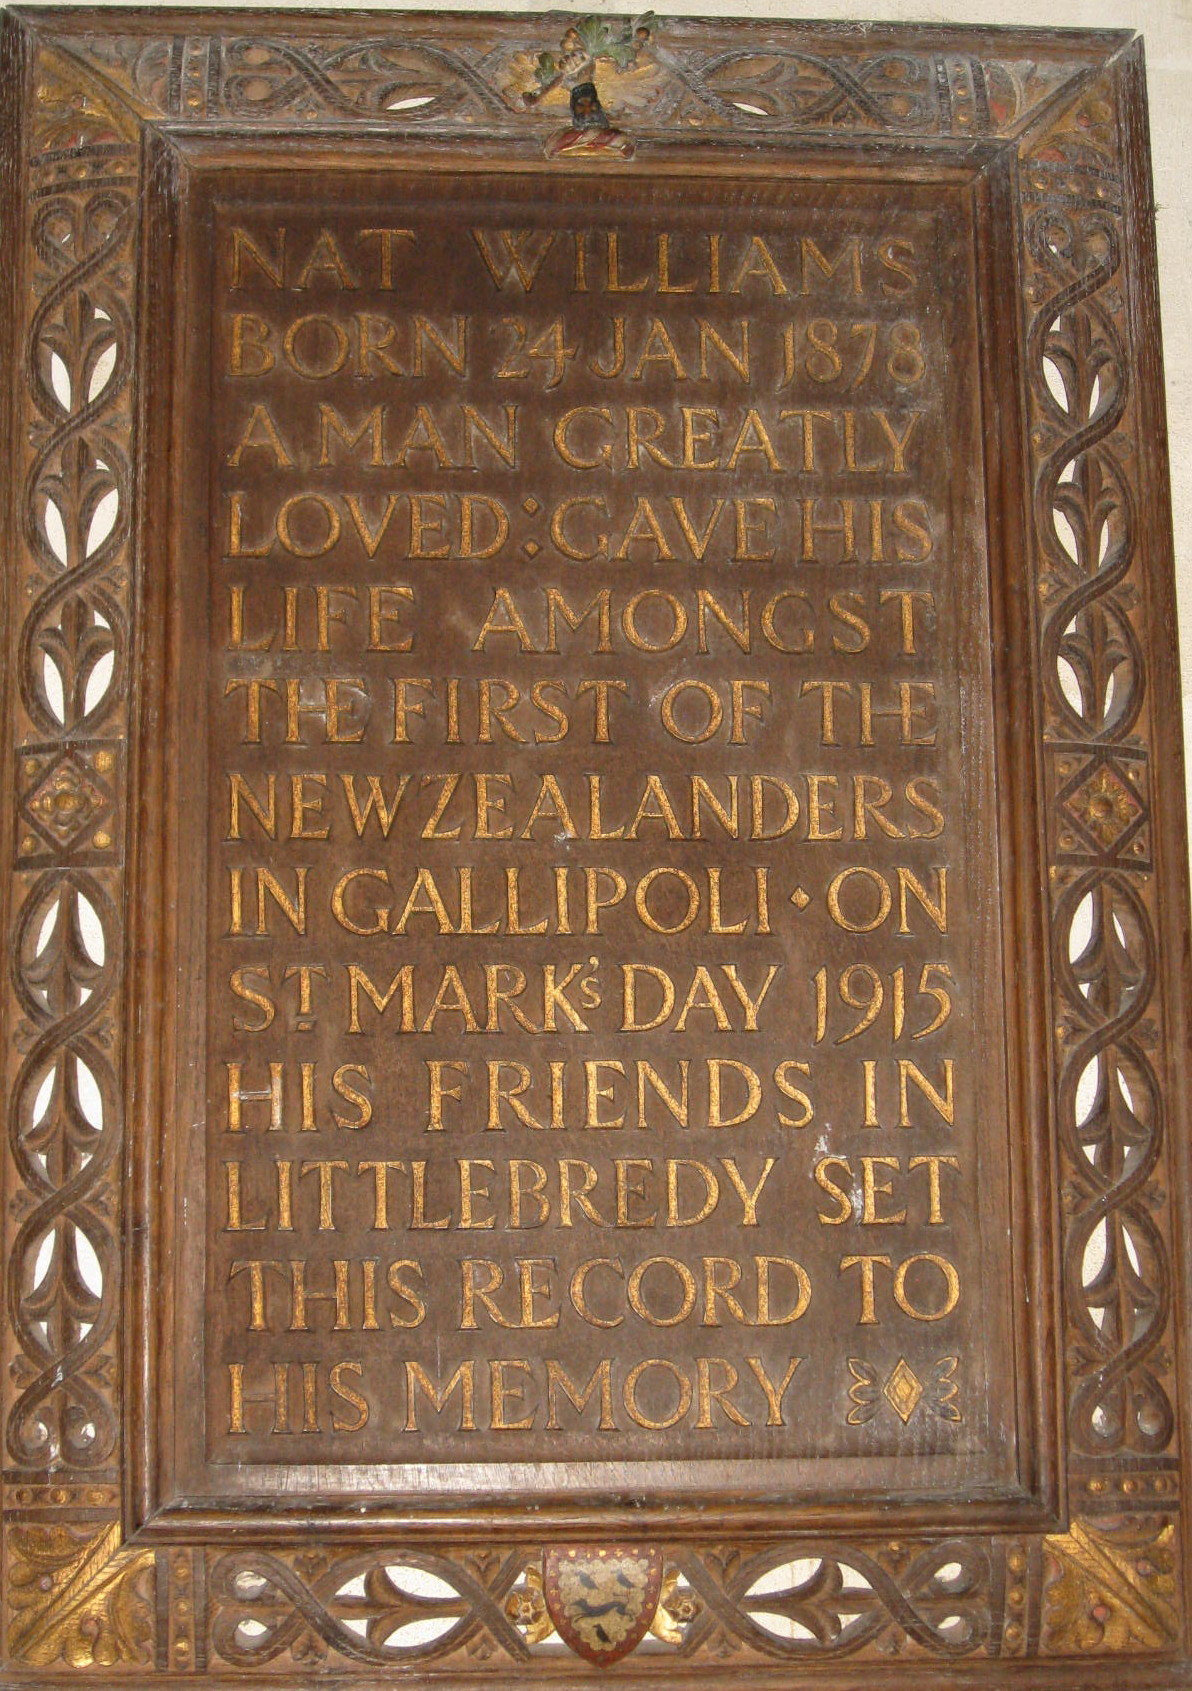 NAT WILLIAMS
BORN 24 JAN 1878
A MAN GREATLY
LOVED : GAVE HIS
LIFE AMONGST
THE FIRST OF THE
NEW ZEALANDERS
IN GALLIPOLI · ON
ST MARK'S DAY 1915
HIS FRIENDS IN
LITTLEBREDY SET
THIS RECORD TO
HIS MEMORY